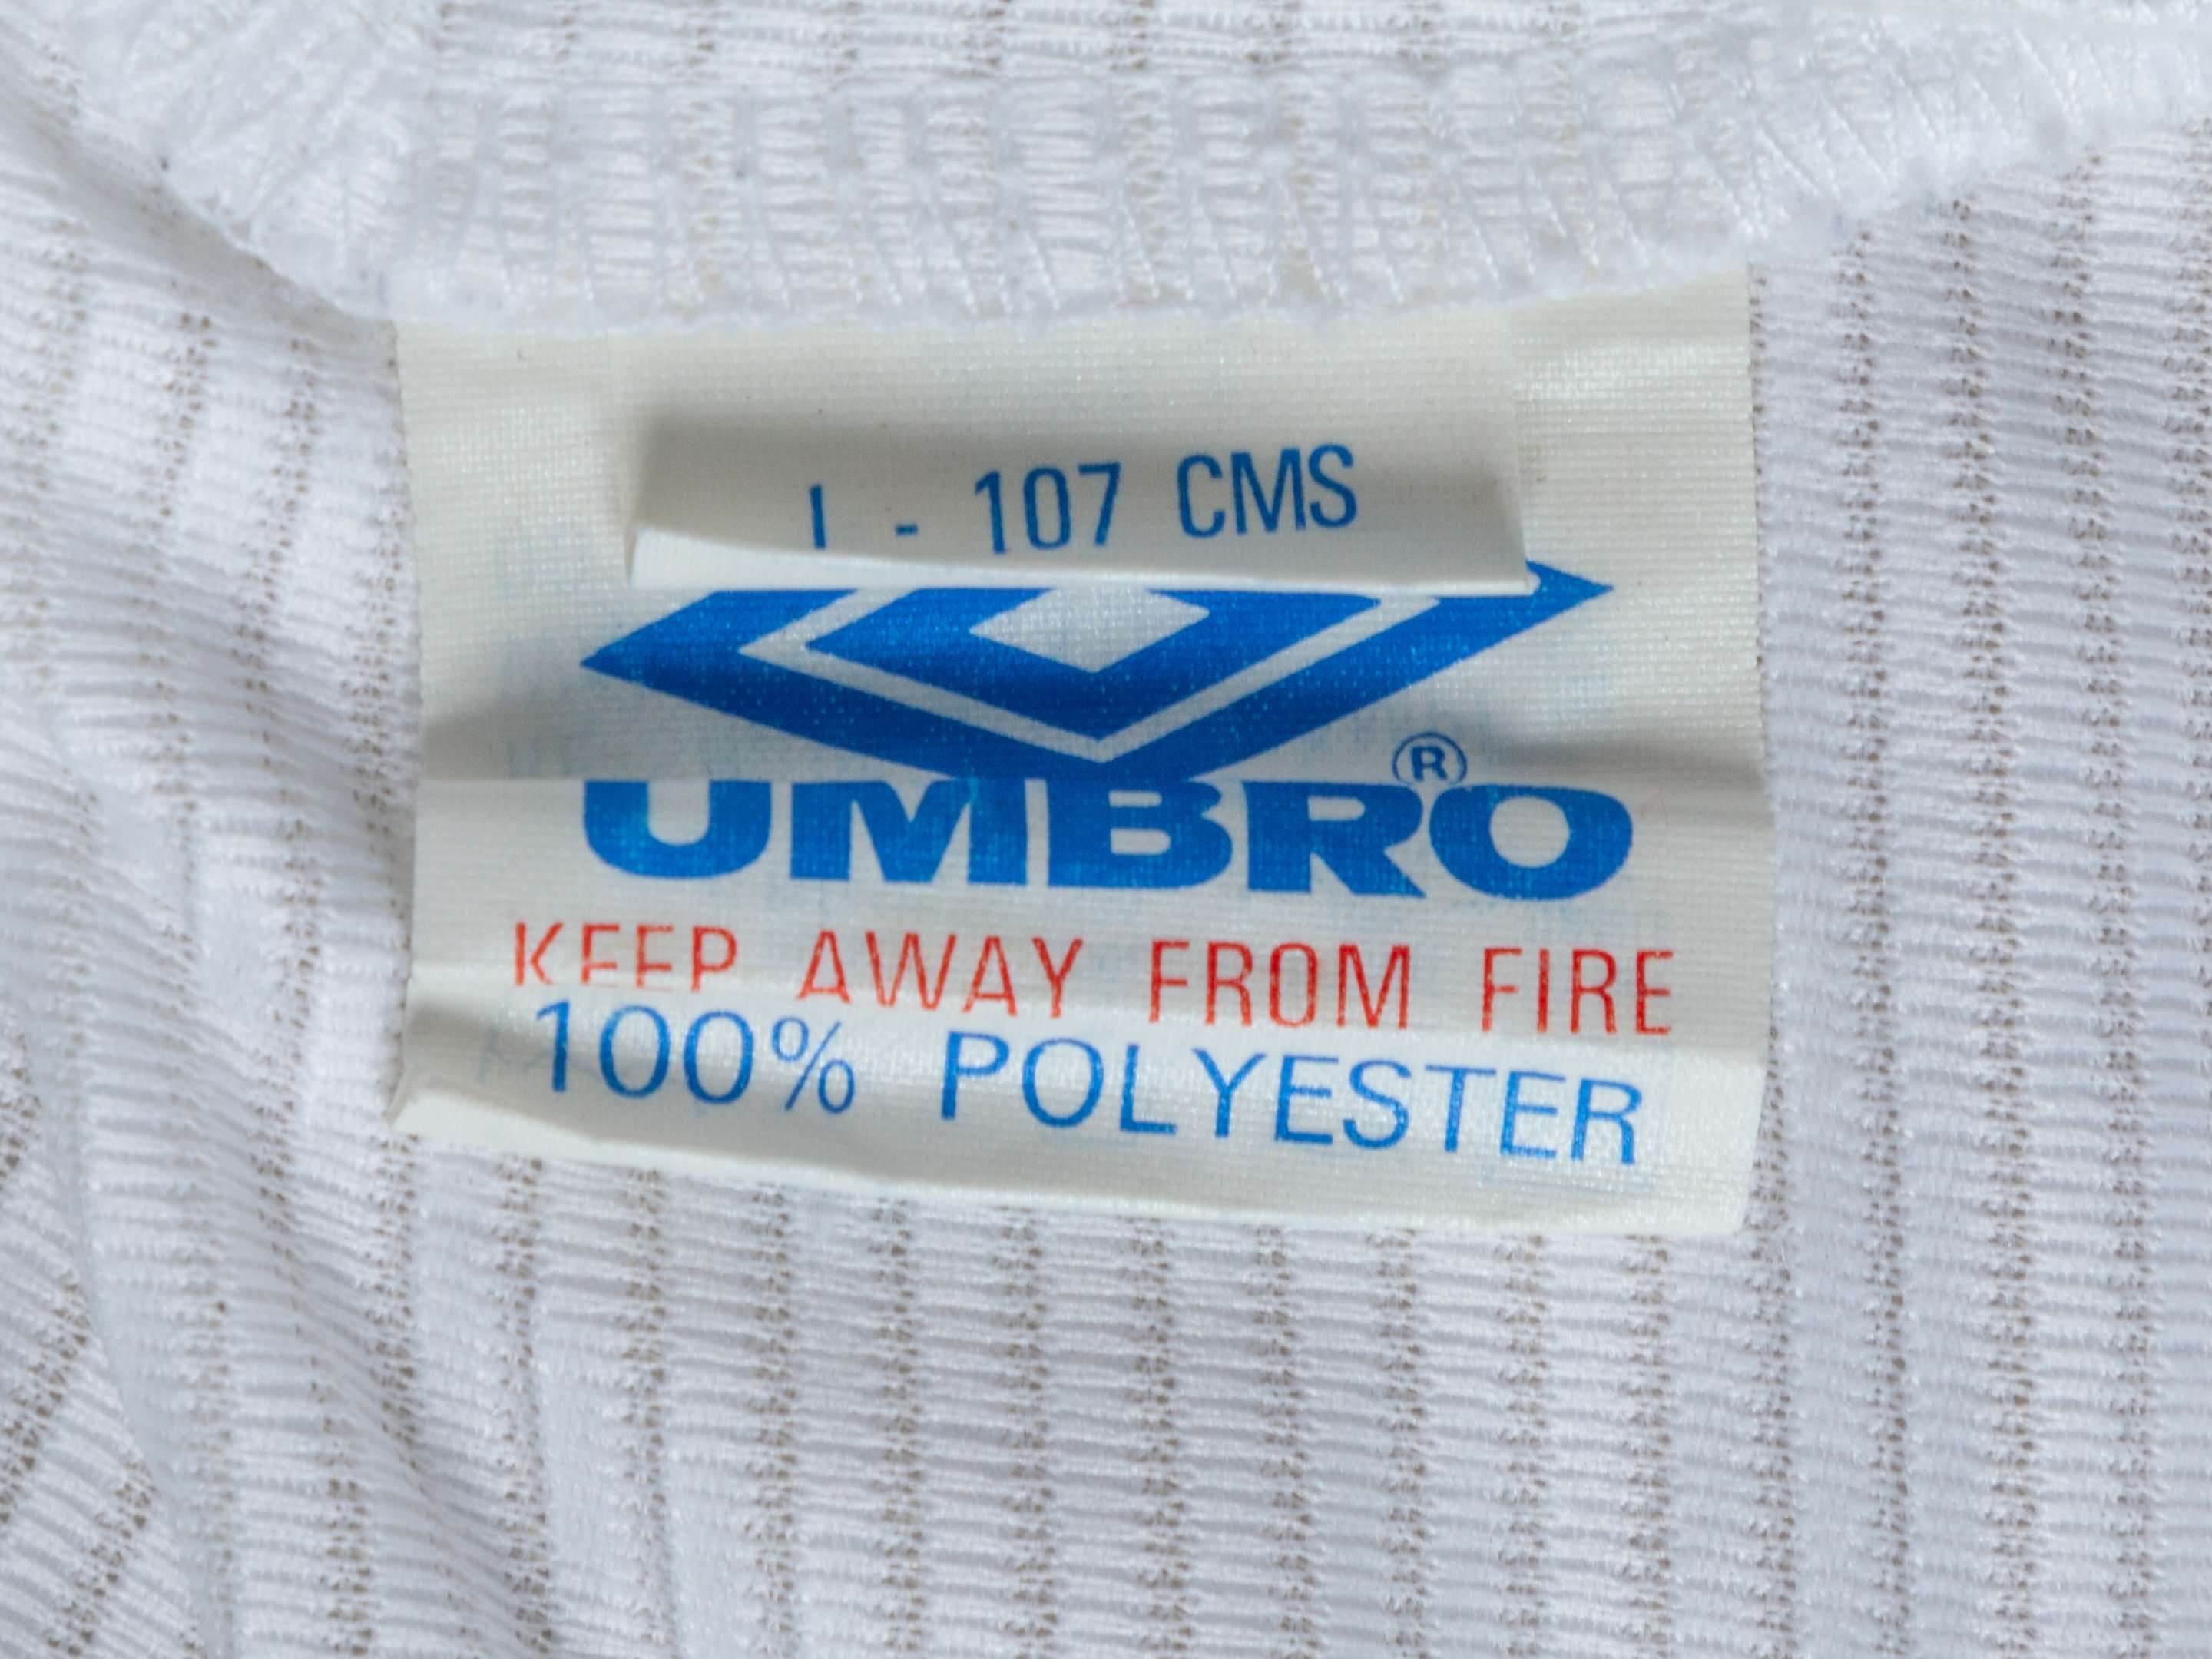 L - 107 CMS
UMBRO®
KEEP AWAY FROM FIRE
100% POLYESTER